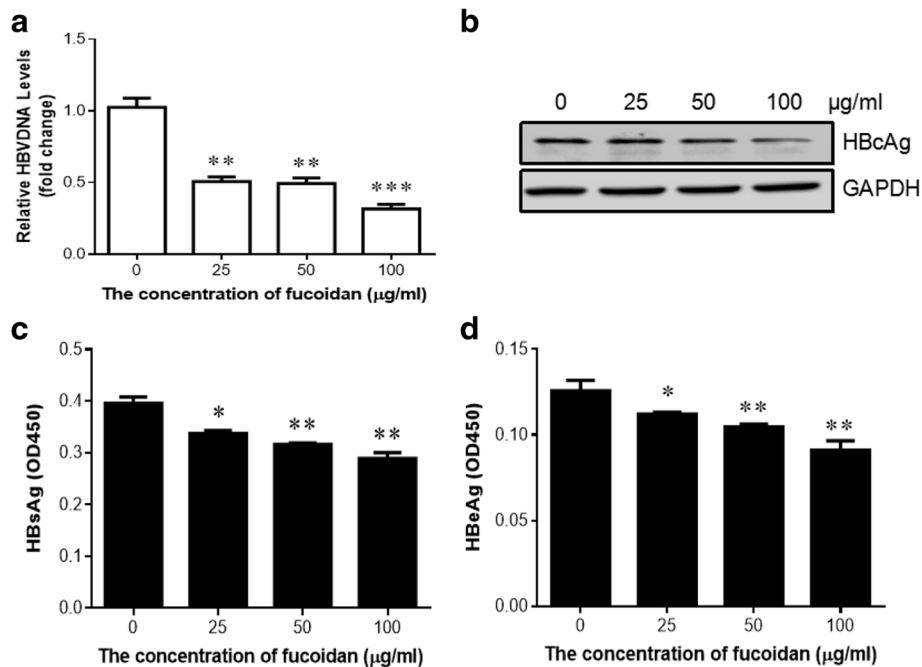 a
Relative HBVDNA Levels
(fold change)
1.5
1.0
0.5
0.0
** ** ***
0 25 50 100
The concentration of fucoidan (μg/ml)
b
0 25 50 100 μg/ml
HBcAg
GAPDH
c
HBsAg (OD450)
0.5
0.4
0.3
0.2
0.1
0.0
* ** **
0 25 50 100
The concentration of fucoidan (μg/ml)
d
HBeAg (OD450)
0.15
0.10
0.05
0.00
* ** **
0 25 50 100
The concentration of fucoidan (μg/ml)